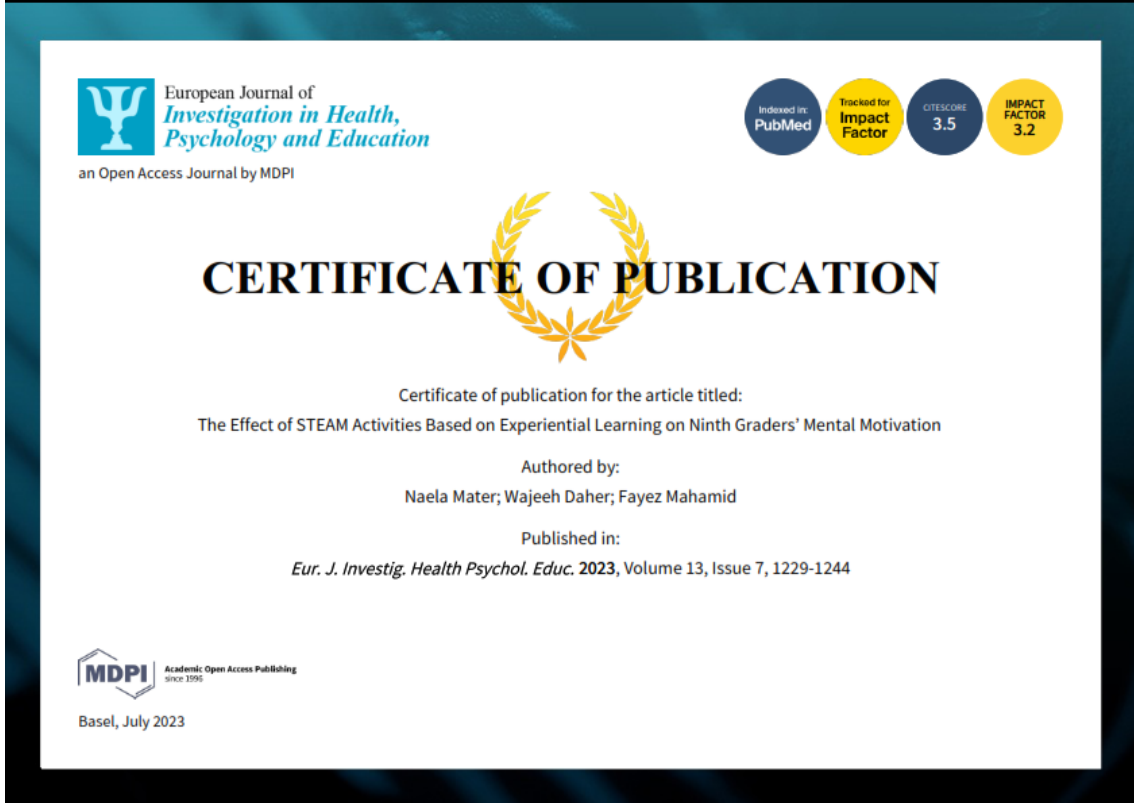 European Journal of
Investigation in Health,
Psychology and Education
an Open Access Journal by MDPI
Indexed in:
PubMed
Tracked for
Impact
Factor
CITESCORE
3.5
IMPACT
FACTOR
3.2
CERTIFICATE OF PUBLICATION
Certificate of publication for the article titled:
The Effect of STEAM Activities Based on Experiential Learning on Ninth Graders’ Mental Motivation
Authored by:
Naela Mater; Wajeeh Daher; Fayez Mahamid
Published in:
Eur. J. Investig. Health Psychol. Educ. 2023, Volume 13, Issue 7, 1229-1244
MDPI
Academic Open Access Publishing
since 1996
Basel, July 2023